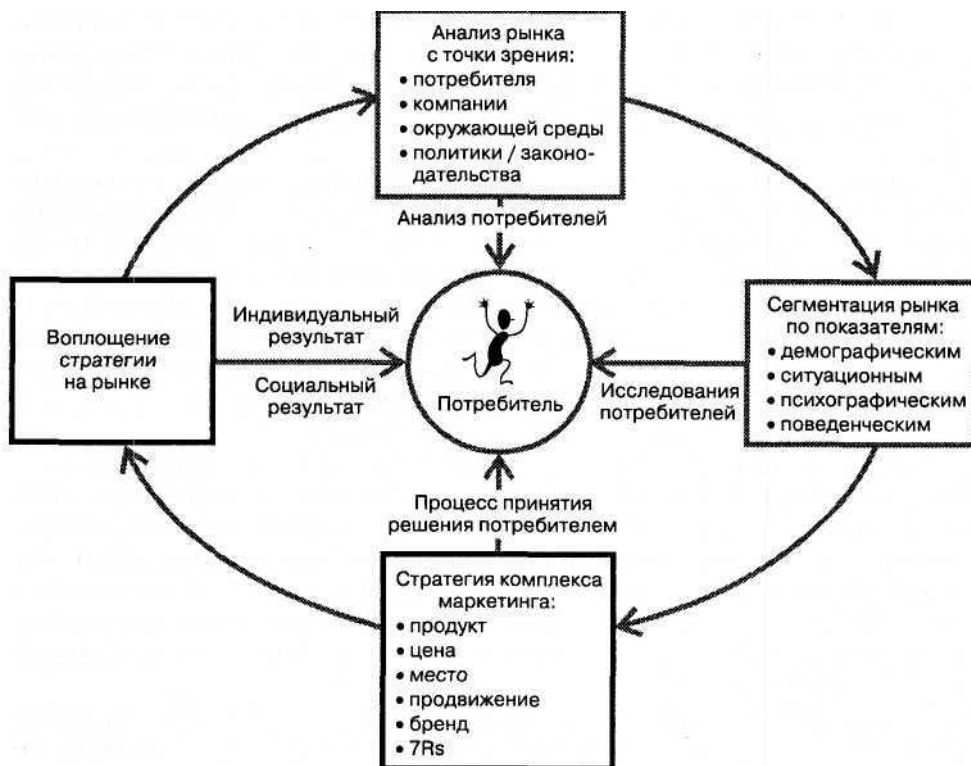 Анализ рынка
с точки зрения:
• потребителя
• компании
• окружающей среды
• политики / законо-
дательства
Анализ потребителей
Воплощение
стратегии
на рынке
Индивидуальный
результат
Социальный
результат
Потребитель
Исследования
потребителей
Сегментация рынка
по показателям:
• демографическим
• ситуационным
• психографическим
• поведенческим
Процесс принятия
решения потребителем
Стратегия комплекса
маркетинга:
• продукт
• цена
• место
• продвижение
• бренд
• 7Rs